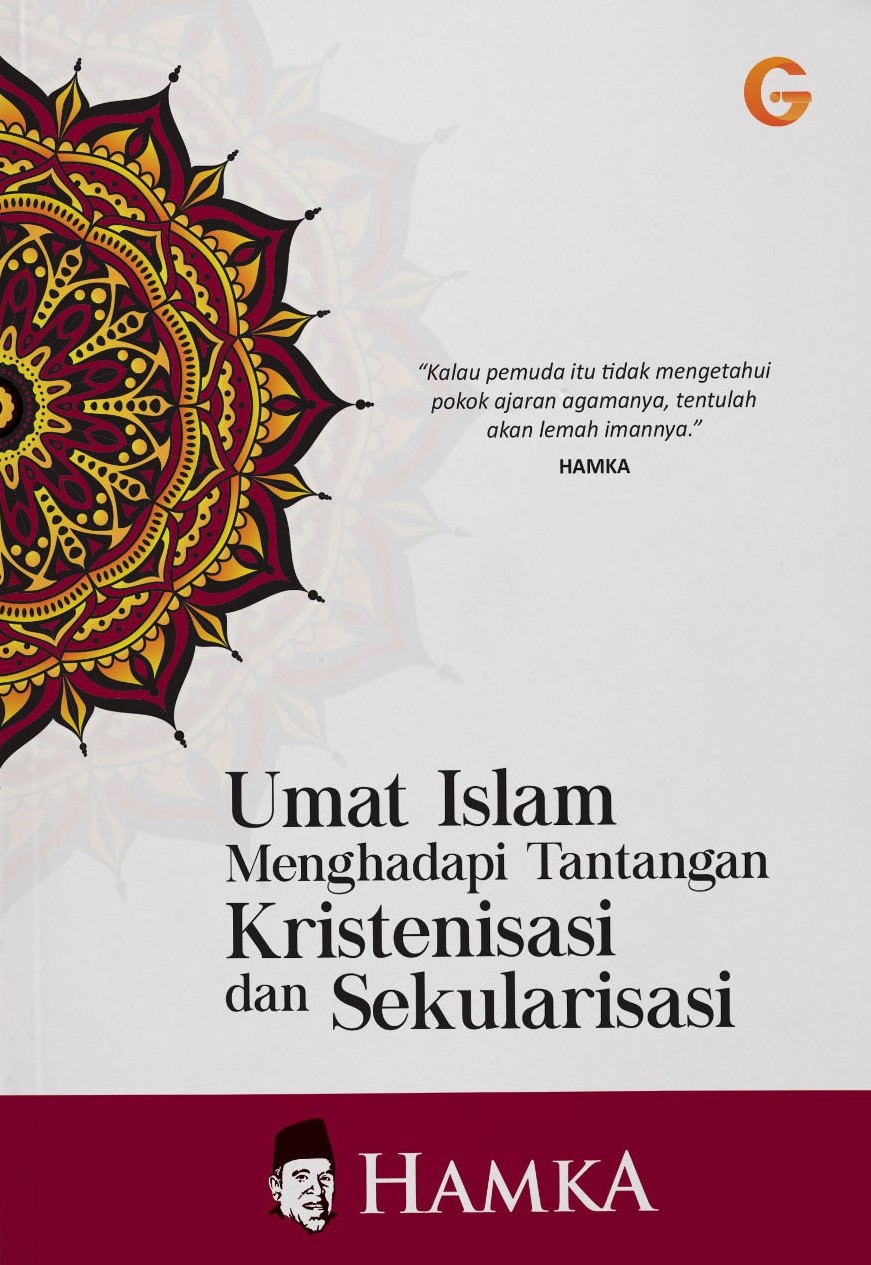 “Kalau pemuda itu tidak mengetahui
pokok ajaran agamanya, tentulah
akan lemah imannya.”
HAMKA
Umat Islam
Menghadapi Tantangan
Kristenisasi
dan Sekularisasi
HAMKA